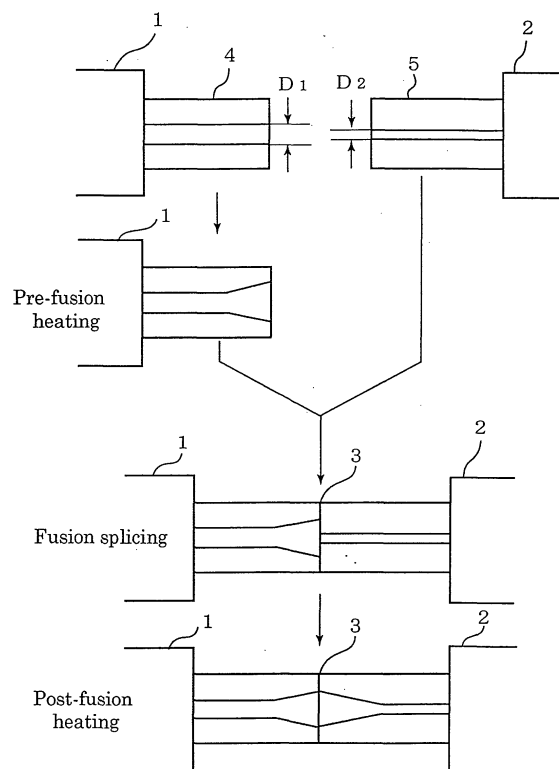 1
2
4
D 1
D 2
5
1
Pre-fusion
heating
1
3
2
Fusion splicing
1
3
2
Post-fusion
heating